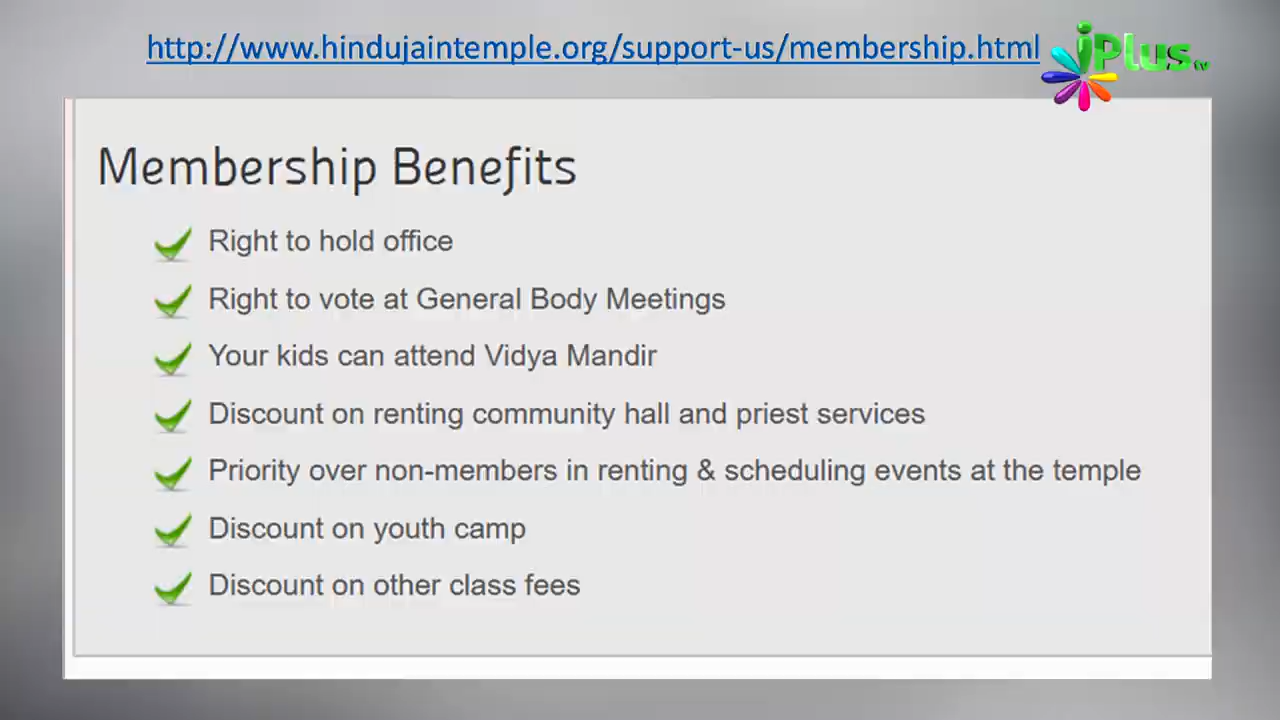 http://www.hindujaintemple.org/support-us/membership.html
iPlus tv
Membership Benefits
Right to hold office
Right to vote at General Body Meetings
Your kids can attend Vidya Mandir
Discount on renting community hall and priest services
Priority over non-members in renting & scheduling events at the temple
Discount on youth camp
Discount on other class fees